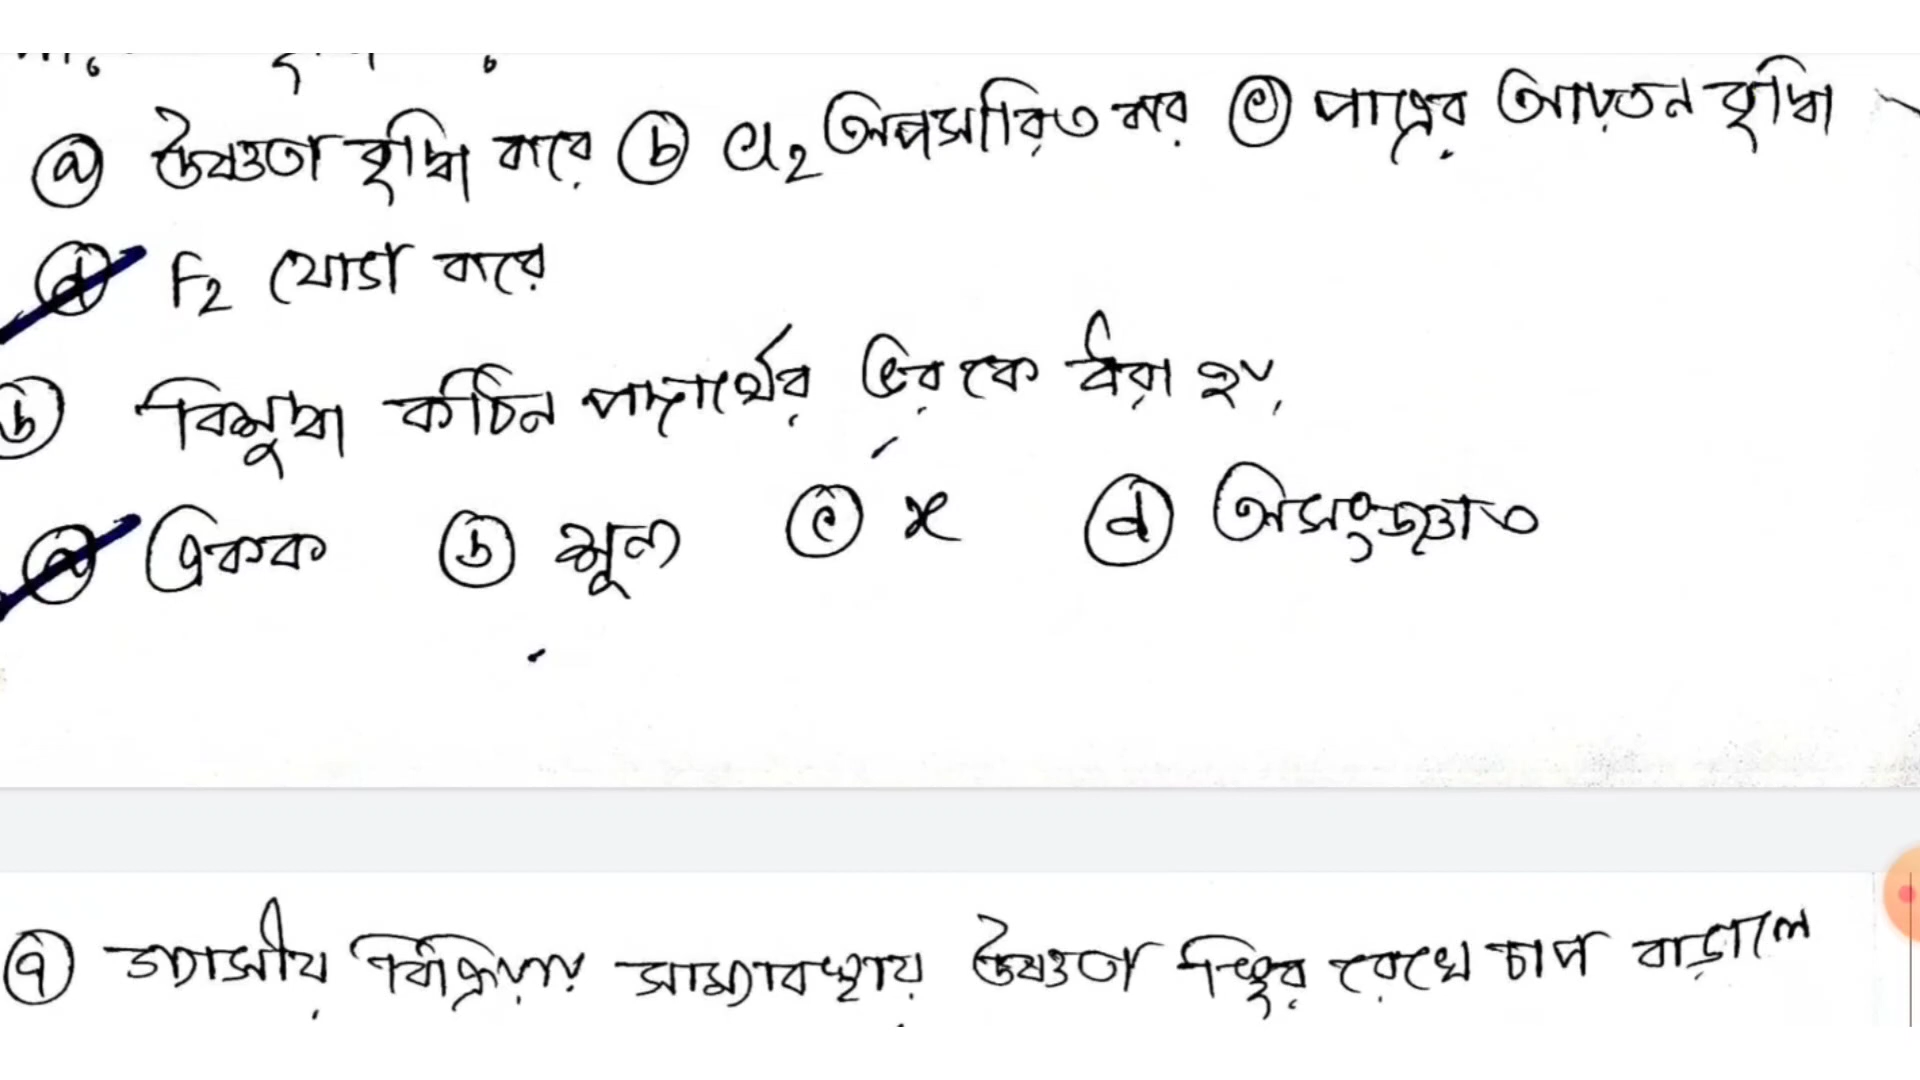 ⓐ উষ্ণতা বৃদ্ধি করে ⓑ Cl₂ অপসারিত করে ⓒ পাত্রের আয়তন বৃদ্ধি
ⓓ F₂ যোগ করে
৬ বিশুদ্ধ কঠিন পদার্থের ভরকে ধরা হয়,
ⓐ একক ⓑ শূন্য ⓒ x ⓓ অসংজ্ঞাত
৭ গ্যাসীয় বিক্রিয়ায় সাম্যাবস্থায় উষ্ণতা স্থির রেখে চাপ বাড়ালে